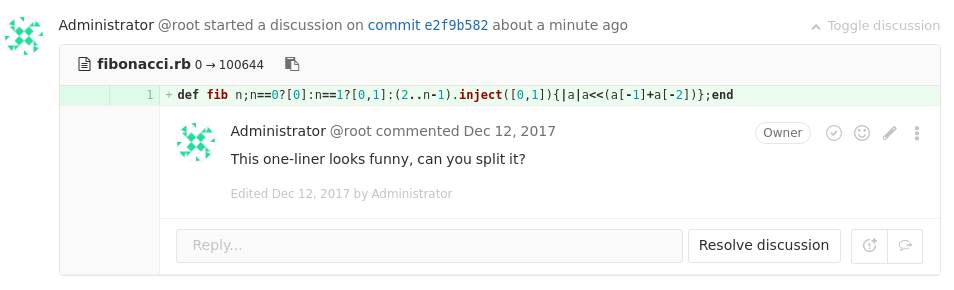 Administrator @root started a discussion on commit e2f9b582 about a minute ago Toggle discussion
fibonacci.rb 0 → 100644
1 + def fib n;n==0?[0]:n==1?[0,1]:(2..n-1).inject([0,1]){|a|a<<(a[-1]+a[-2])};end
Administrator @root commented Dec 12, 2017 Owner
This one-liner looks funny, can you split it?
Edited Dec 12, 2017 by Administrator
Reply... Resolve discussion